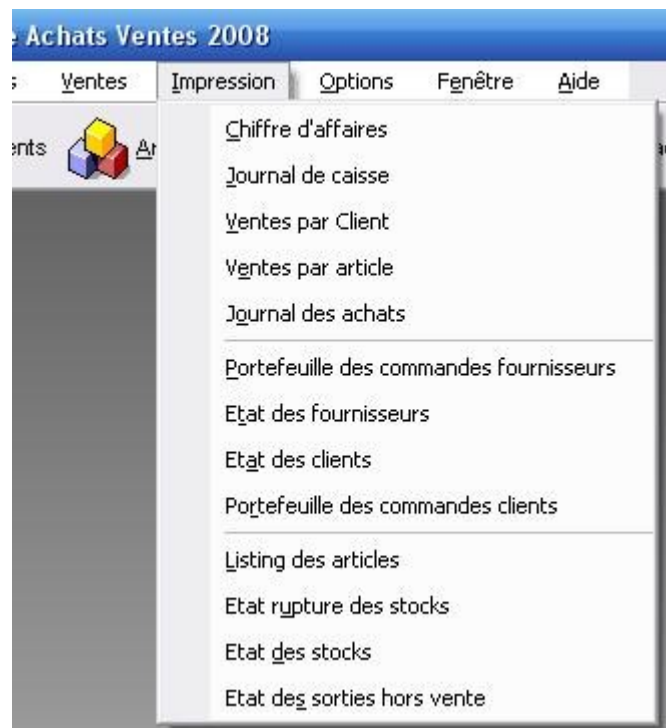 e Achats Ventes 2008
s Ventes Impression Options Fenêtre Aide
ents Ar
Chiffre d'affaires
Journal de caisse
Ventes par Client
Ventes par article
Journal des achats
Portefeuille des commandes fournisseurs
Etat des fournisseurs
Etat des clients
Portefeuille des commandes clients
Listing des articles
Etat rupture des stocks
Etat des stocks
Etat des sorties hors vente